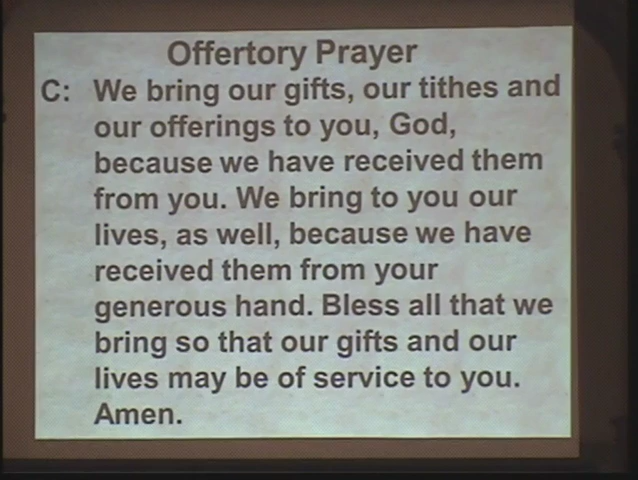 Offertory Prayer
C: We bring our gifts, our tithes and
our offerings to you, God,
because we have received them
from you. We bring to you our
lives, as well, because we have
received them from your
generous hand. Bless all that we
bring so that our gifts and our
lives may be of service to you.
Amen.